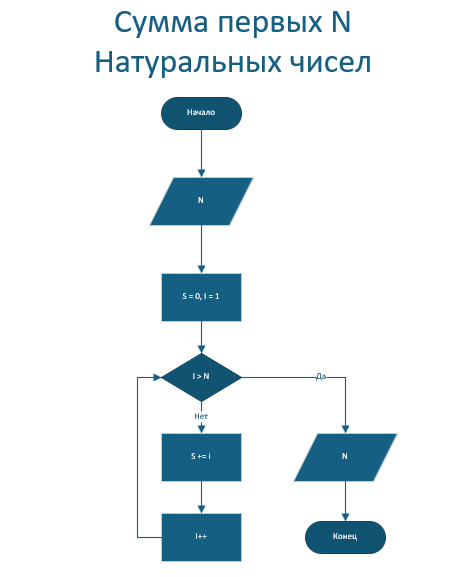 Сумма первых N
Натуральных чисел
Начало
N
S = 0, I = 1
I > N
Да
Нет
S += i
N
I++
Конец